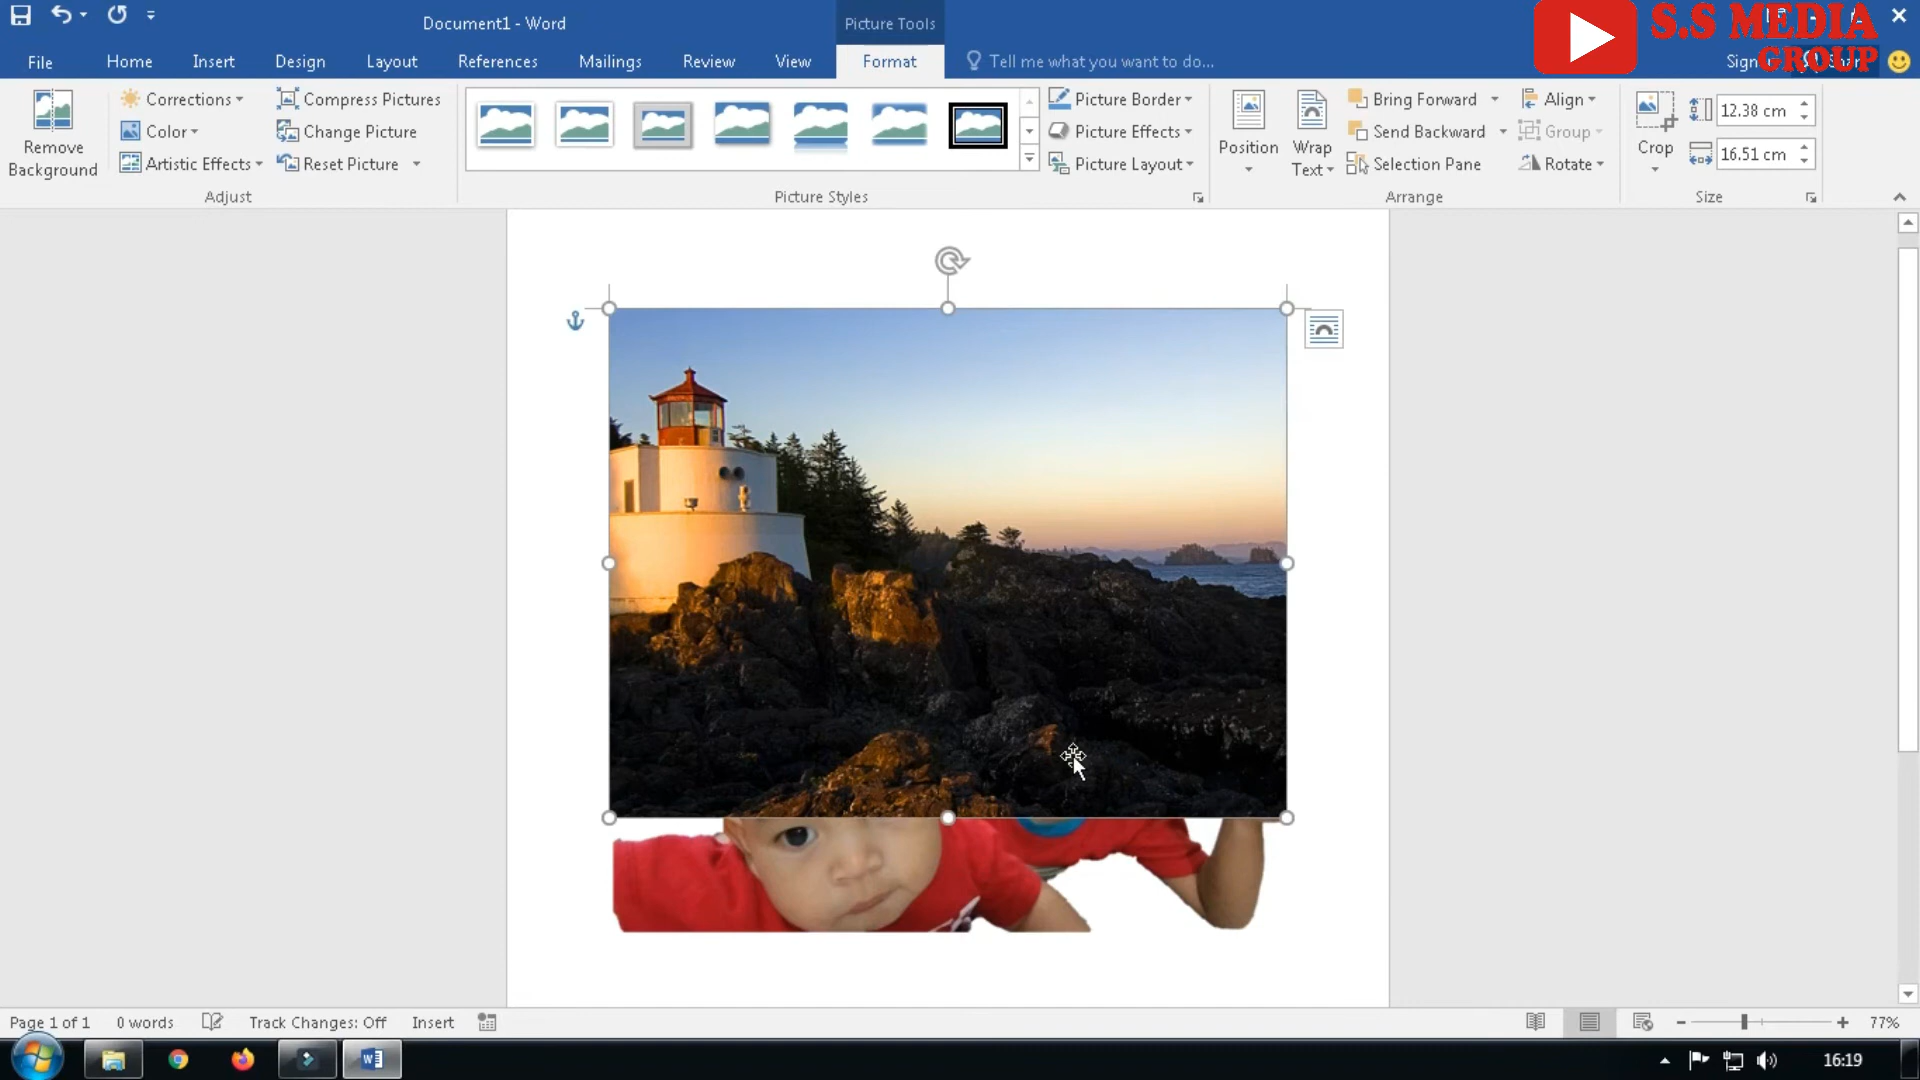 Document1 - Word
Picture Tools
S.S MEDIA
GROUP
File
Home
Insert
Design
Layout
References
Mailings
Review
View
Format
Tell me what you want to do...
Remove
Background
Corrections
Color
Artistic Effects
Compress Pictures
Change Picture
Reset Picture
Adjust
Picture Styles
Picture Border
Picture Effects
Picture Layout
Position
Wrap
Text
Bring Forward
Send Backward
Selection Pane
Align
Group
Rotate
Arrange
Crop
12.38 cm
16.51 cm
Size
Page 1 of 1
0 words
Track Changes: Off
Insert
77%
16:19